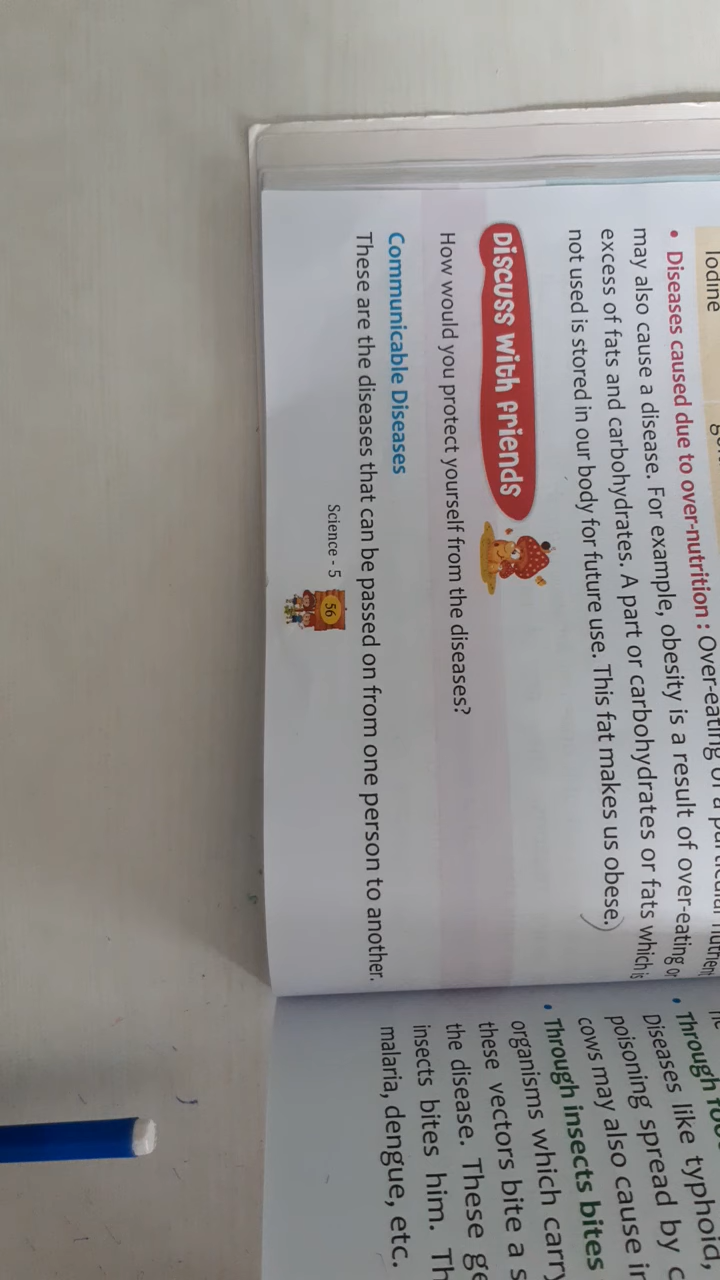 Iodine
• Diseases caused due to over-nutrition : Over-eating of a particular nutrient
may also cause a disease. For example, obesity is a result of over-eating or
excess of fats and carbohydrates. A part or carbohydrates or fats which is
not used is stored in our body for future use. This fat makes us obese.)
Discuss with friends
How would you protect yourself from the diseases?
Communicable Diseases
These are the diseases that can be passed on from one person to another.
Science - 5
56
• Through
Diseases like typhoid,
poisoning spread by
cows may also cause
• Through insects bites
organisms which carry
these vectors bite a
the disease. These
insects bites him.
malaria, dengue, etc.